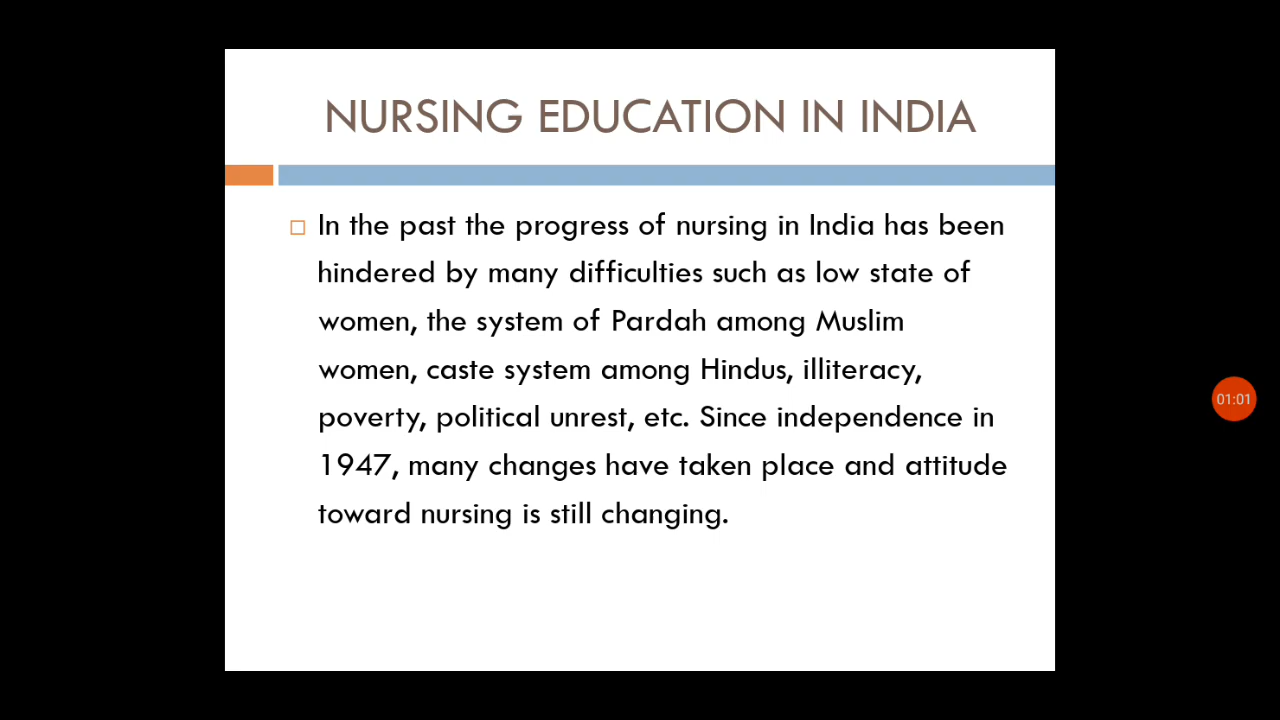 NURSING EDUCATION IN INDIA
In the past the progress of nursing in India has been
hindered by many difficulties such as low state of
women, the system of Pardah among Muslim
women, caste system among Hindus, illiteracy,
poverty, political unrest, etc. Since independence in
1947, many changes have taken place and attitude
toward nursing is still changing.
01:01